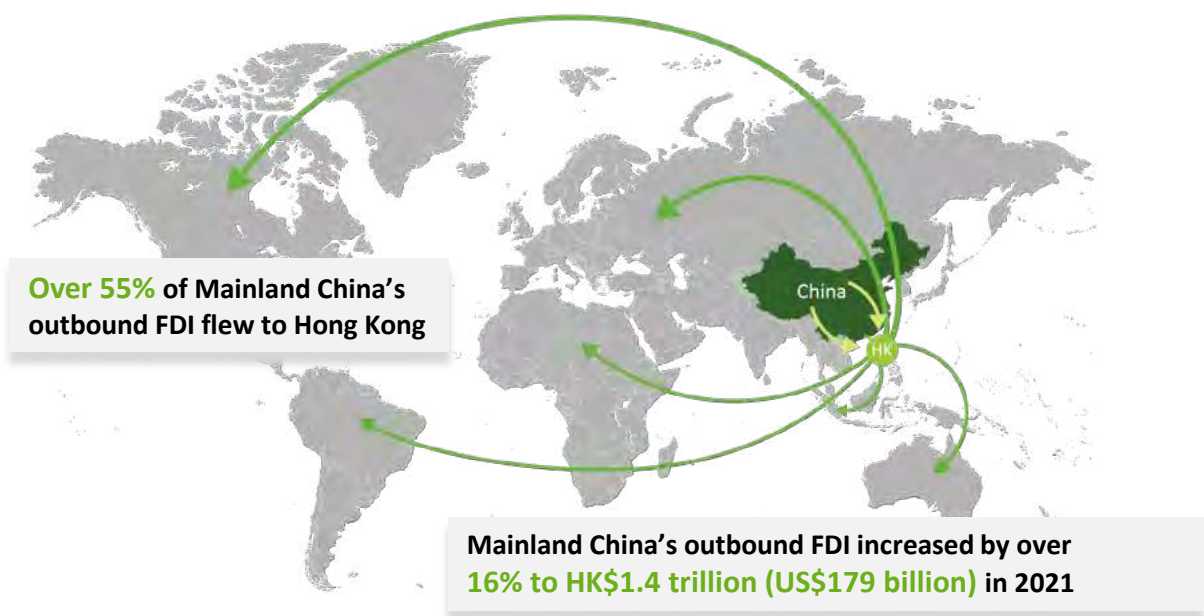 Over 55% of Mainland China's
outbound FDI flew to Hong Kong
China
HK
Mainland China's outbound FDI increased by over
16% to HK$1.4 trillion (US$179 billion) in 2021